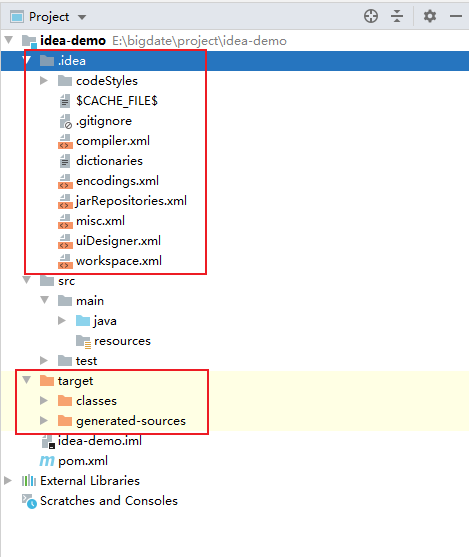 Project
idea-demo E:\bigdate\project\idea-demo
.idea
codeStyles
$CACHE_FILE$
.gitignore
compiler.xml
dictionaries
encodings.xml
jarRepositories.xml
misc.xml
uiDesigner.xml
workspace.xml
src
main
java
resources
test
target
classes
generated-sources
idea-demo.iml
pom.xml
External Libraries
Scratches and Consoles